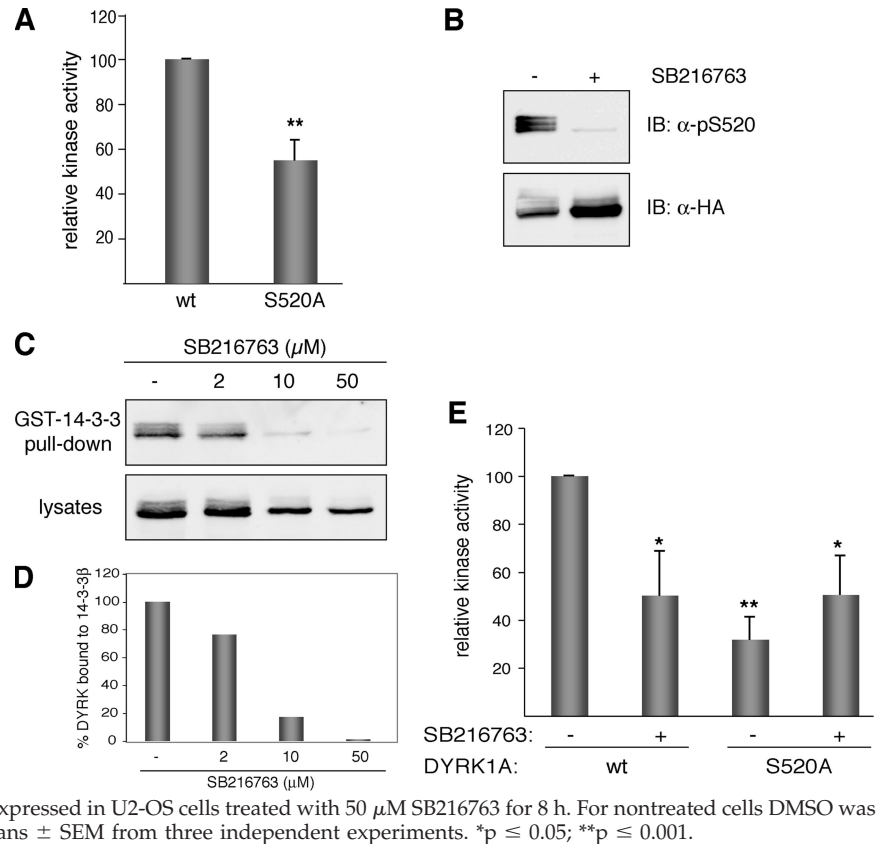 A
relative kinase activity
120
100
80
60
40
20
**
wt S520A
B
- + SB216763
IB: α-pS520
IB: α-HA
C
SB216763 (µM)
- 2 10 50
GST-14-3-3
pull-down
lysates
D
% DYRK bound to 14-3-3β
120
100
80
60
40
20
0
- 2 10 50
SB216763 (µM)
E
relative kinase activity
120
100
80
60
40
20
* ** *
SB216763: - + - +
DYRK1A: wt S520A
xpressed in U2-OS cells treated with 50 µM SB216763 for 8 h. For nontreated cells DMSO was
ans ± SEM from three independent experiments. *p ≤ 0.05; **p ≤ 0.001.